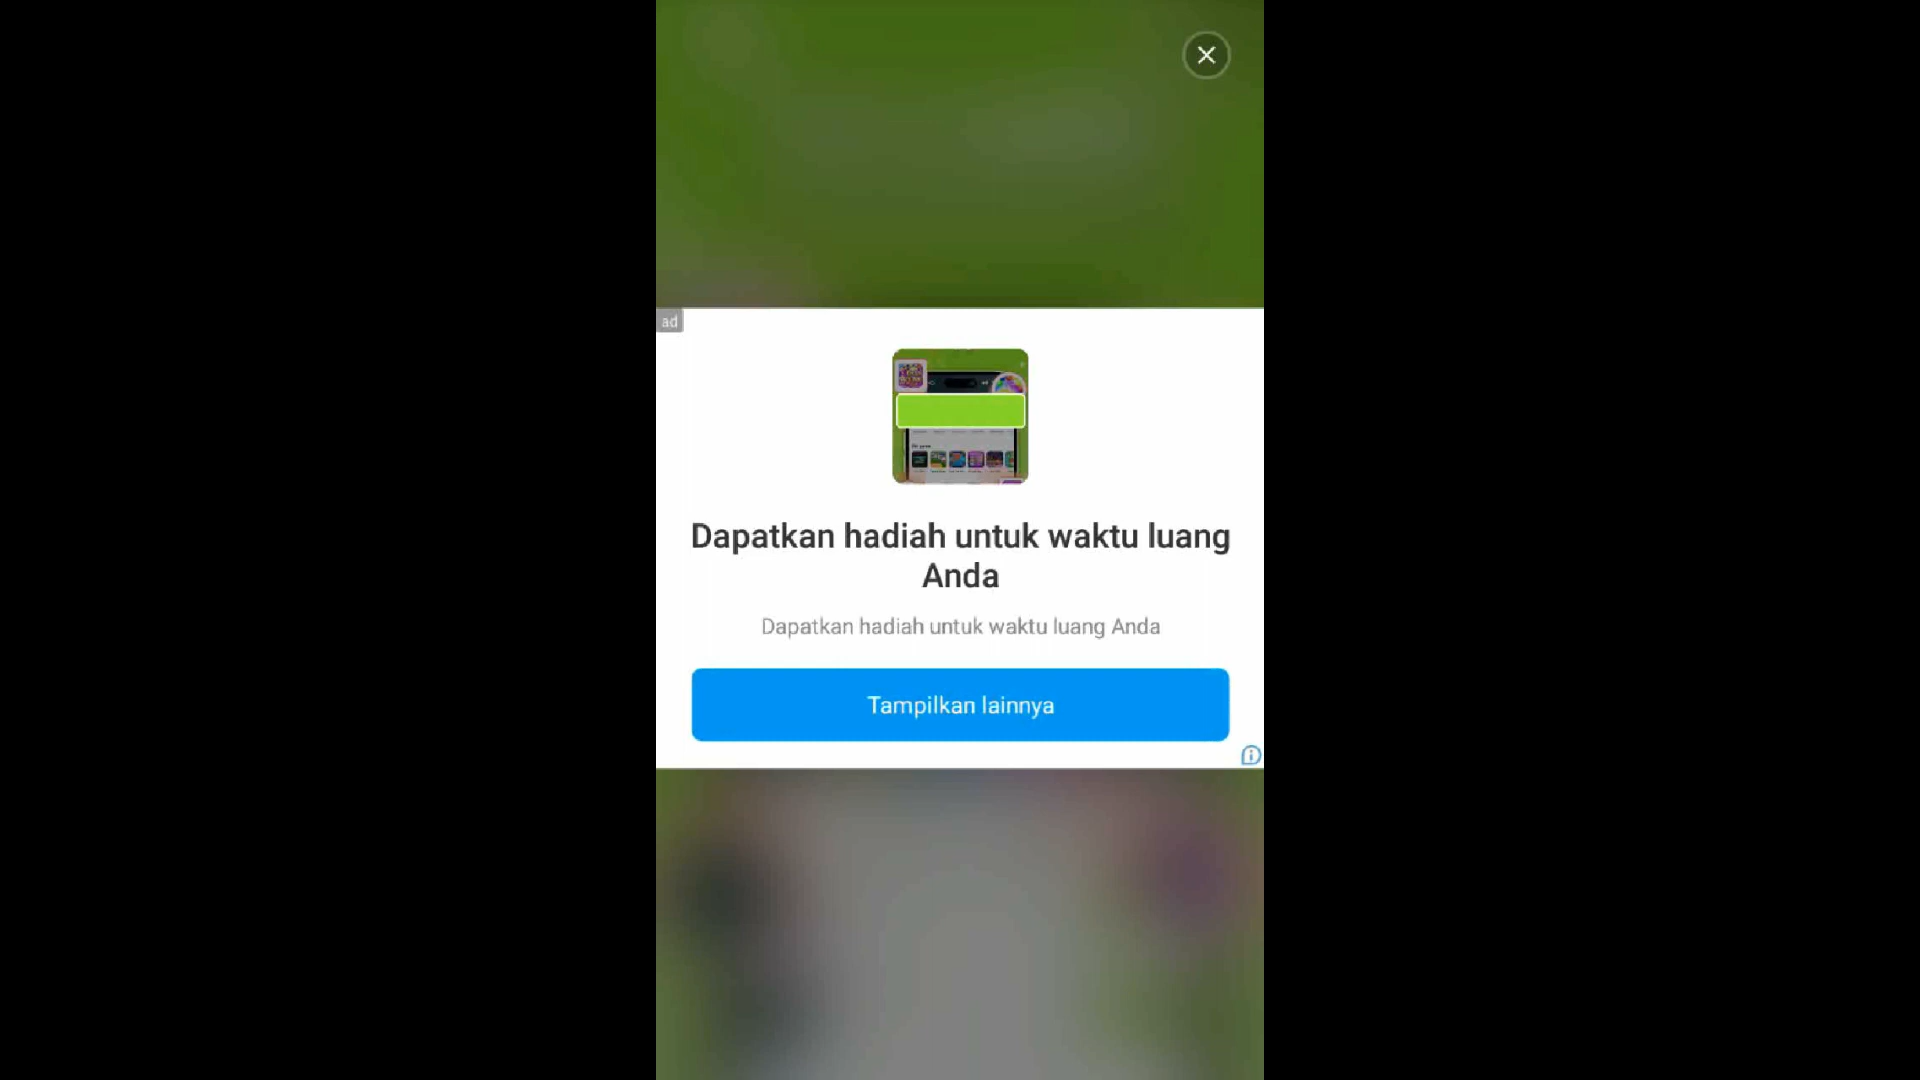 ad
Dapatkan hadiah untuk waktu luang
Anda
Dapatkan hadiah untuk waktu luang Anda
Tampilkan lainnya